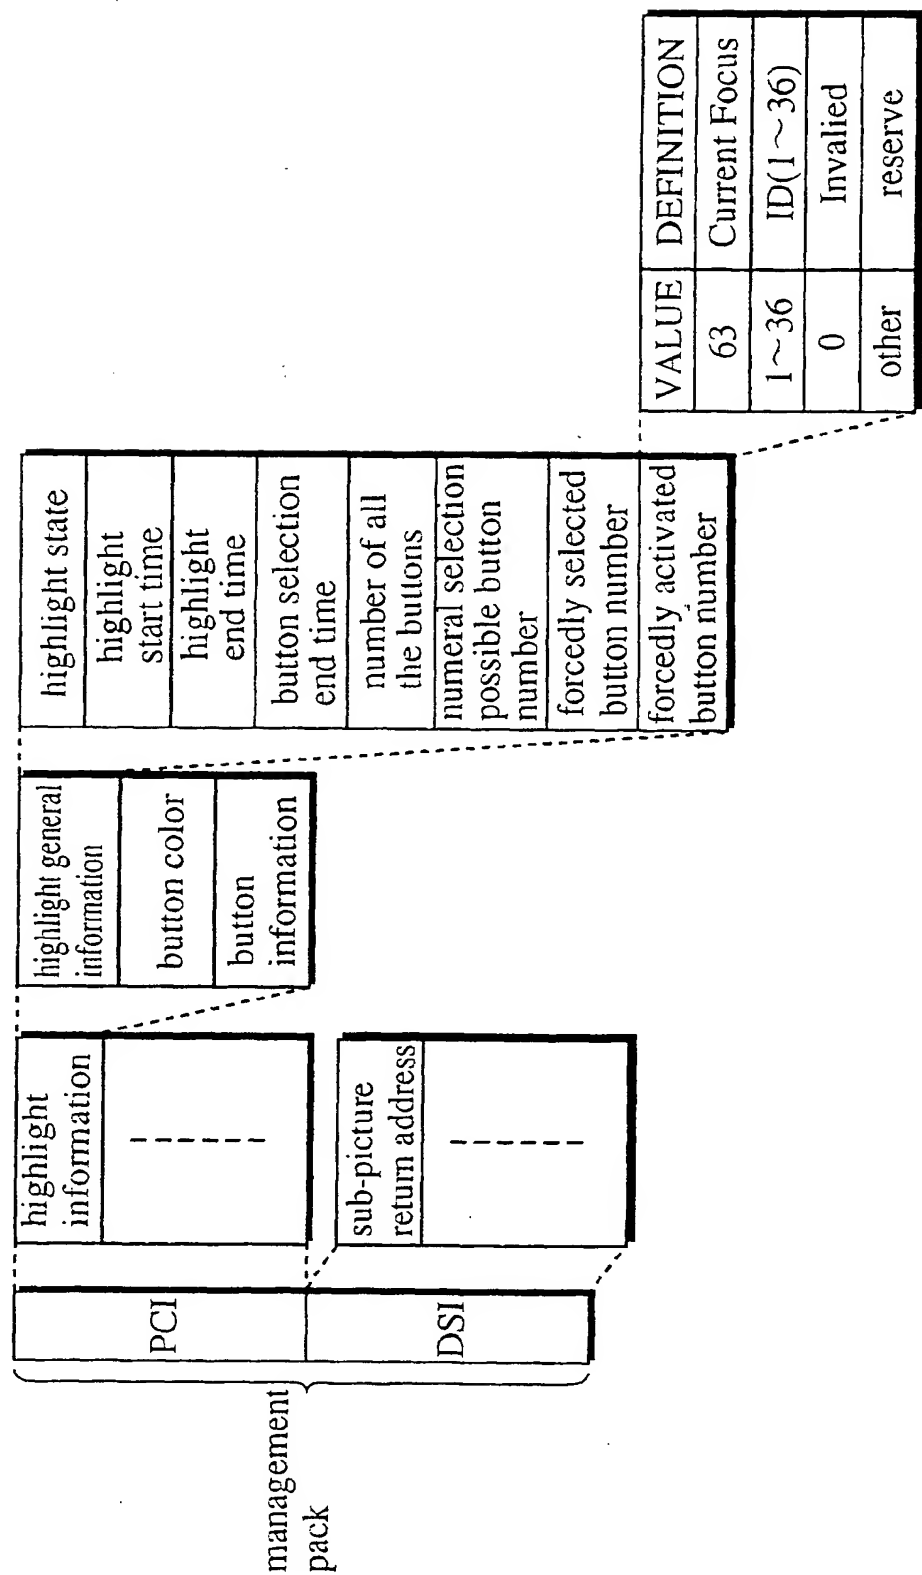 management
pack
PCI
DSI
highlight
information
sub-picture
return address
highlight general
information
button color
button
information
highlight state
highlight
start time
highlight
end time
button selection
end time
number of all
the buttons
numeral selection
possible button
number
forcedly selected
button number
forcedly activated
button number
VALUE DEFINITION
63 Current Focus
1~36 ID(1~36)
0 Invalied
other reserve